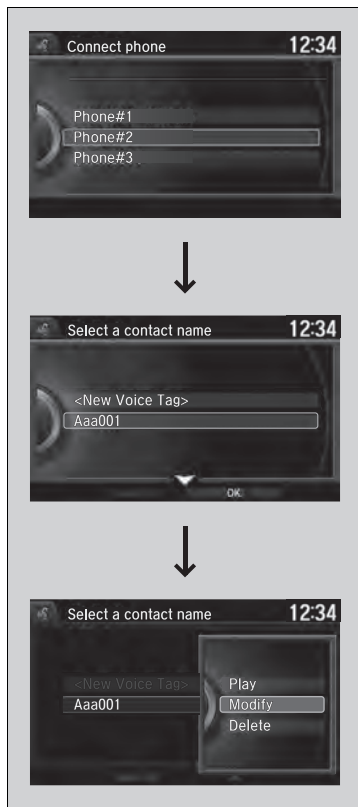 Connect phone 12:34
Phone#1
Phone#2
Phone#3
Select a contact name 12:34
<New Voice Tag>
Aaa001
OK
Select a contact name 12:34
<New Voice Tag>
Aaa001
Play
Modify
Delete